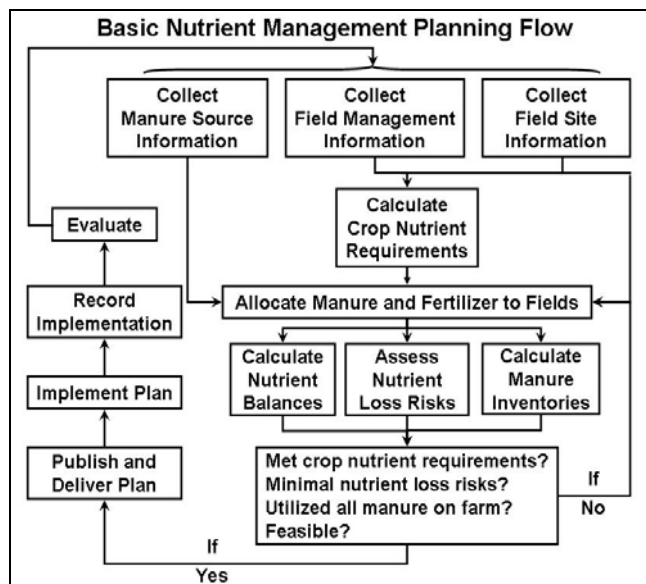 Basic Nutrient Management Planning Flow
Collect
Manure Source
Information
Collect
Field Management
Information
Collect
Field Site
Information
Calculate
Crop Nutrient
Requirements
Evaluate
Record
Implementation
Allocate Manure and Fertilizer to Fields
Calculate
Nutrient
Balances
Assess
Nutrient
Loss Risks
Calculate
Manure
Inventories
Implement Plan
Publish and
Deliver Plan
Met crop nutrient requirements?
Minimal nutrient loss risks?
Utilized all manure on farm?
Feasible?
If
No
If
Yes